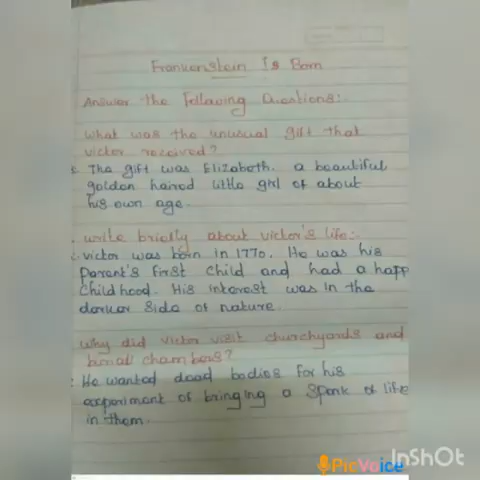 Frankenstein Is Born
Answer the following Questions:-
What was the unusual gift that
victor received?
The gift was Elizabeth. a beautiful
golden haired little girl of about
his own age.
write briefly about victor's life:-
victor was born in 1770. He was his
parent's first child and had a happ
childhood. His interest was in the
darker side of nature.
Why did victor visit churchyards and
burial chambers?
He wanted dead bodies for his
experiment of bringing a spark of life
in them.
PicVoice
InShOt